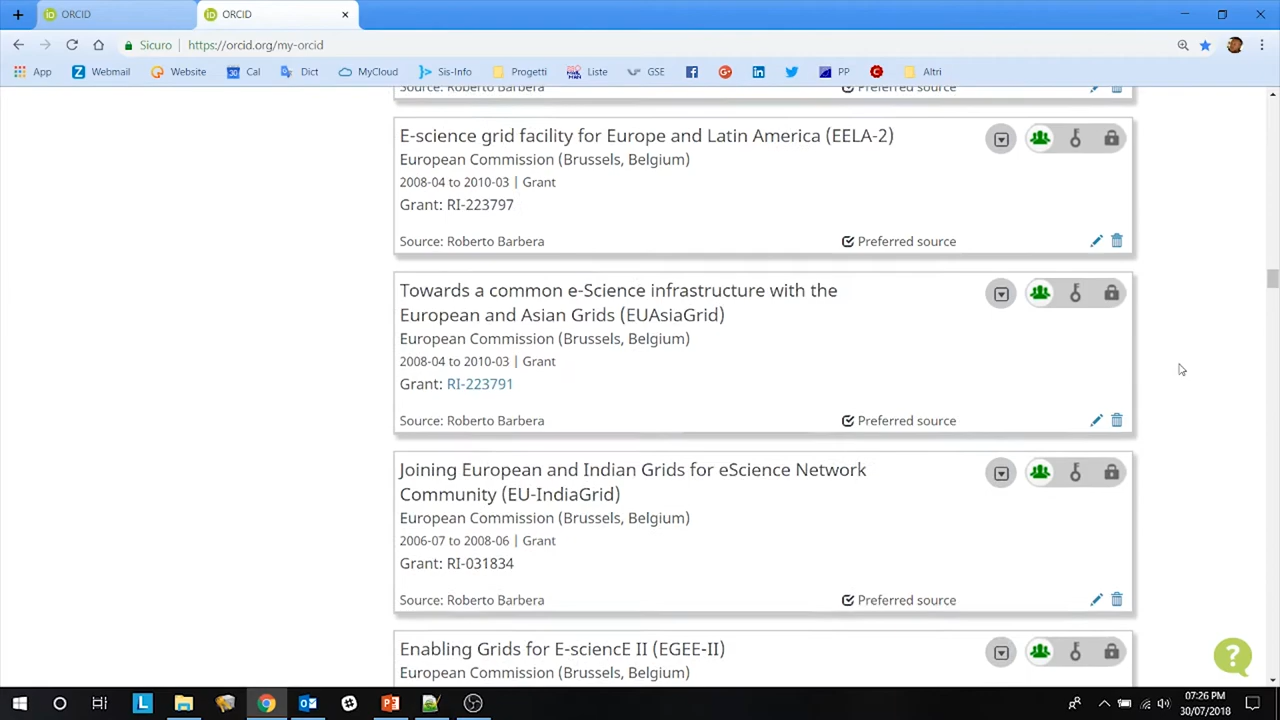 ORCID
ORCID
Sicuro
https://orcid.org/my-orcid
App
Webmail
Website
Cal
Dict
MyCloud
Sis-Info
Progetti
Liste
GSE
PP
Altri
Source: Roberto Barbera
Preferred source
E-science grid facility for Europe and Latin America (EELA-2)
European Commission (Brussels, Belgium)
2008-04 to 2010-03 | Grant
Grant: RI-223797
Source: Roberto Barbera
Preferred source
Towards a common e-Science infrastructure with the
European and Asian Grids (EUAsiaGrid)
European Commission (Brussels, Belgium)
2008-04 to 2010-03 | Grant
Grant: RI-223791
Source: Roberto Barbera
Preferred source
Joining European and Indian Grids for eScience Network
Community (EU-IndiaGrid)
European Commission (Brussels, Belgium)
2006-07 to 2008-06 | Grant
Grant: RI-031834
Source: Roberto Barbera
Preferred source
Enabling Grids for E-sciencE II (EGEE-II)
European Commission (Brussels, Belgium)
07:26 PM
30/07/2018